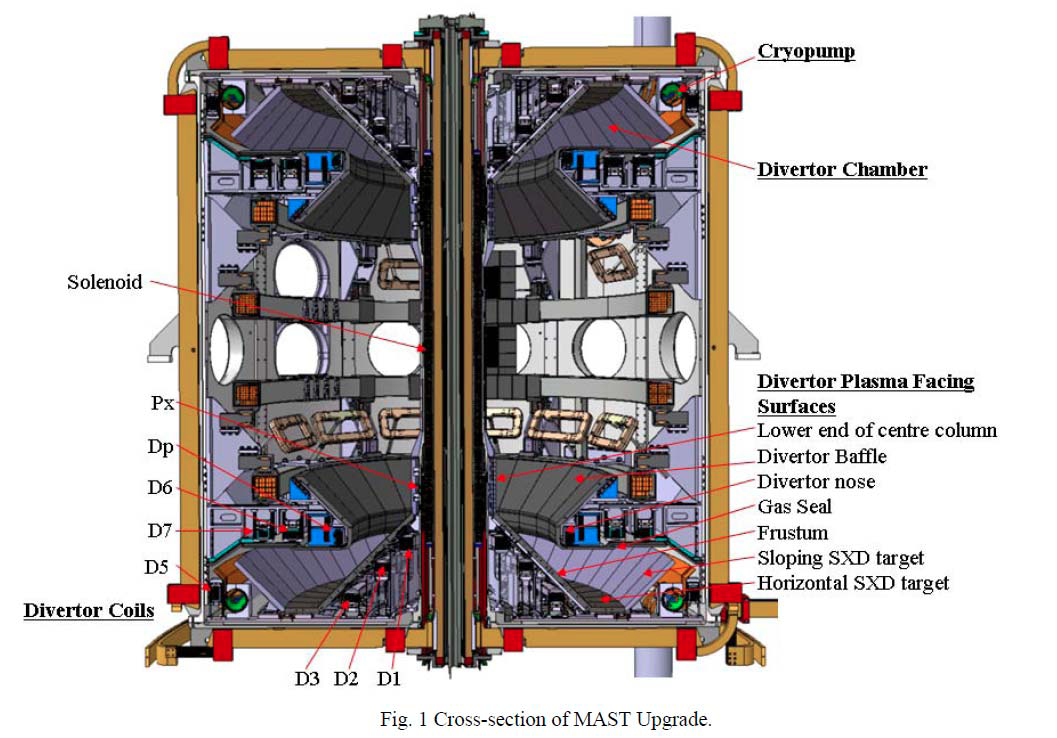 Cryopump
Divertor Chamber
Solenoid
Divertor Plasma Facing
Surfaces
Px
Lower end of centre column
Dp
Divertor Baffle
D6
Divertor nose
Gas Seal
D7
Frustum
D5
Sloping SXD target
Horizontal SXD target
Divertor Coils
D3 D2 D1
Fig. 1 Cross-section of MAST Upgrade.